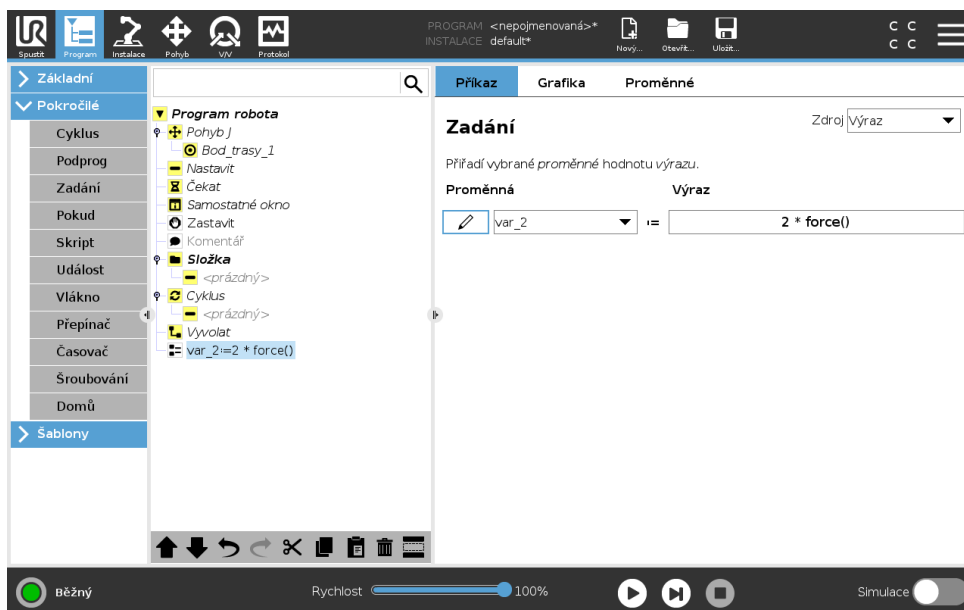 UR
PROGRAM <nepojmenovaná>*
INSTALACE default*
Spustit Program Instalace Pohyb V/V Protokol Nový... Otevřít... Uložit...
C C
C C
Základní
Pokročilé
Cyklus
Podprog
Zadání
Pokud
Skript
Událost
Vlákno
Přepínač
Časovač
Šroubování
Domů
Šablony
Program robota
Pohyb J
Bod_trasy_1
Nastavit
Čekat
Samostatné okno
Zastavit
Komentář
Složka
<prázdný>
Cyklus
<prázdný>
Vyvolat
var_2:=2 * force()
Příkaz Grafika Proměnné
Zadání
Zdroj Výraz
Přiřadí vybrané proměnné hodnotu výrazu.
Proměnná Výraz
var_2 := 2 * force()
Běžný
Rychlost 100%
Simulace